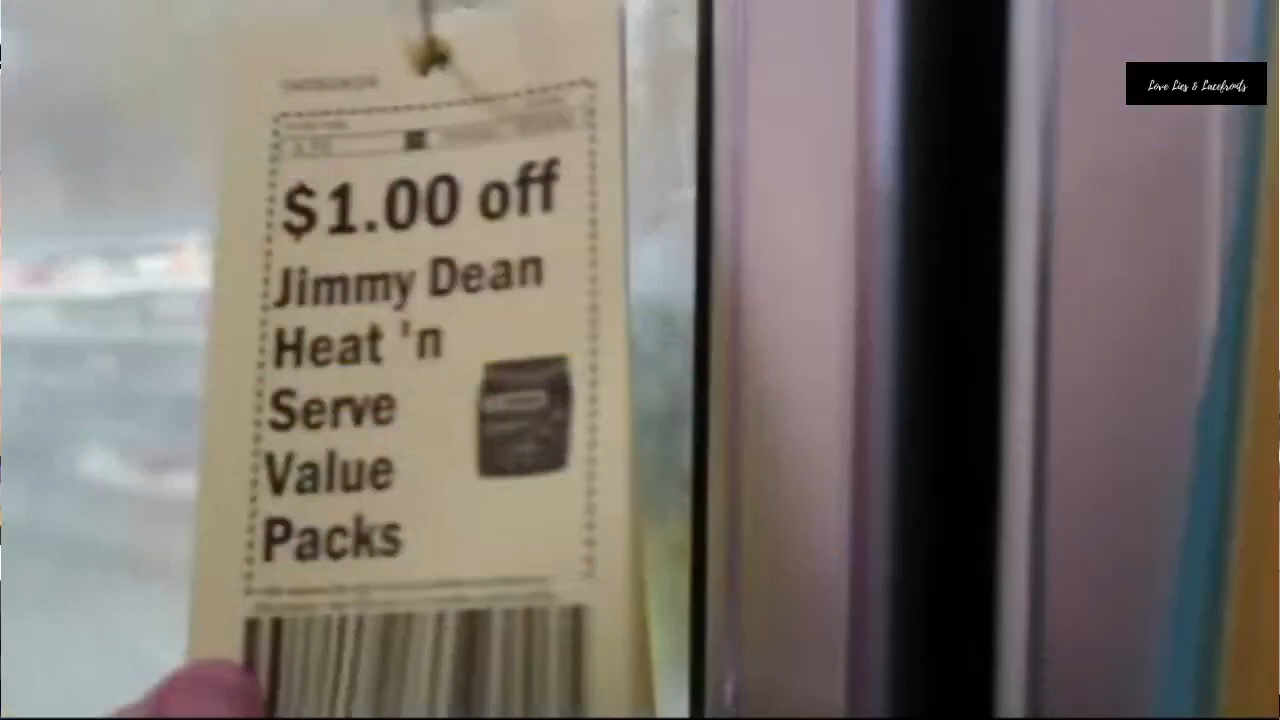 Love Lies & Lacefronts
$1.00 off
Jimmy Dean
Heat 'n
Serve
Value
Packs